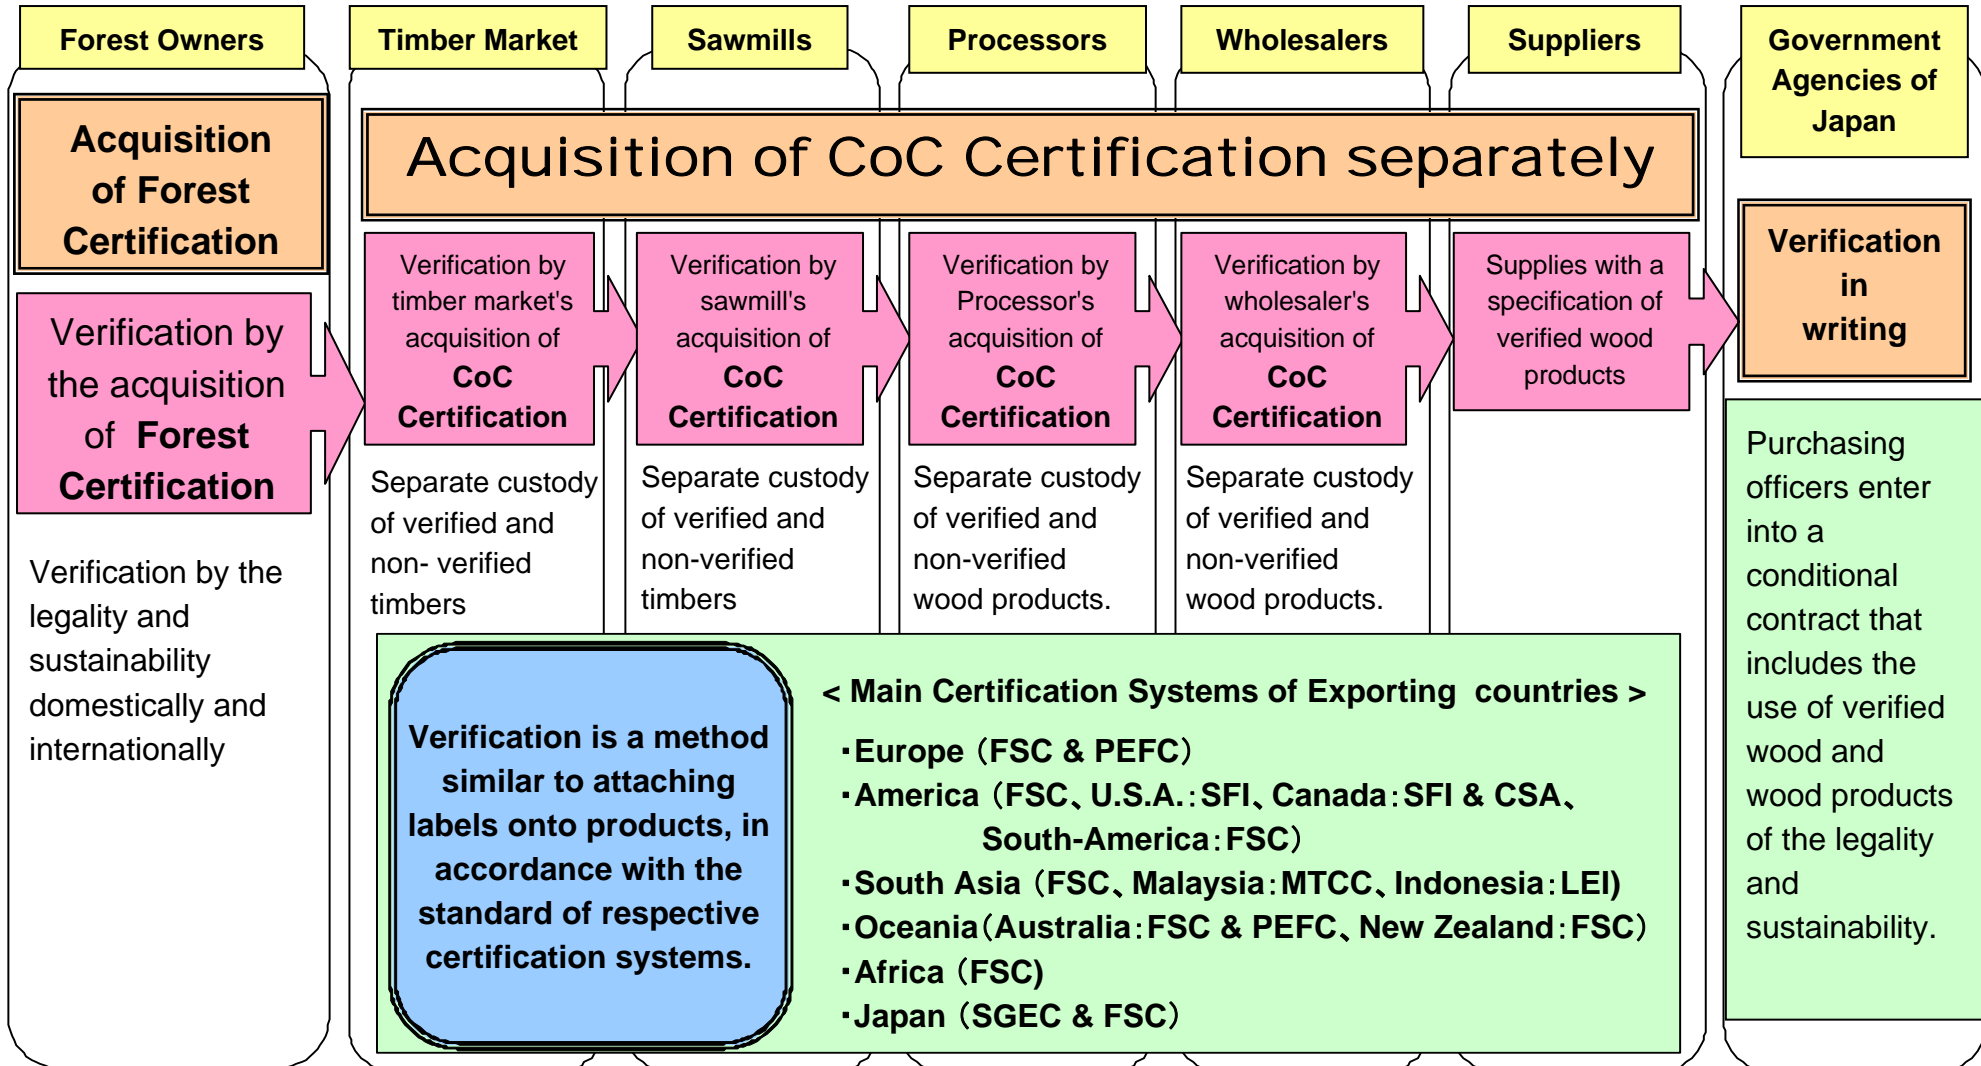 Forest Owners
Acquisition
of Forest
Certification
Verification by
the acquisition
of Forest
Certification
Verification by the
legality and
sustainability
domestically and
internationally
Timber Market
Sawmills
Processors
Wholesalers
Suppliers
Acquisition of CoC Certification separately
Verification by
timber market's
acquisition of
CoC
Certification
Separate custody
of verified and
non- verified
timbers
Verification by
sawmill's
acquisition of
CoC
Certification
Separate custody
of verified and
non-verified
timbers
Verification by
Processor's
acquisition of
CoC
Certification
Separate custody
of verified and
non-verified
wood products.
Verification by
wholesaler's
acquisition of
CoC
Certification
Separate custody
of verified and
non-verified
wood products.
Supplies with a
specification of
verified wood
products
Verification is a method
similar to attaching
labels onto products, in
accordance with the
standard of respective
certification systems.
< Main Certification Systems of Exporting countries >
・Europe（FSC & PEFC）
・America（FSC、U.S.A.：SFI、Canada：SFI & CSA、
South-America：FSC）
・South Asia（FSC、Malaysia：MTCC、Indonesia：LEI)
・Oceania（Australia：FSC & PEFC、New Zealand：FSC）
・Africa（FSC)
・Japan（SGEC & FSC）
Government
Agencies of
Japan
Verification
in
writing
Purchasing
officers enter
into a
conditional
contract that
includes the
use of verified
wood and
wood products
of the legality
and
sustainability.